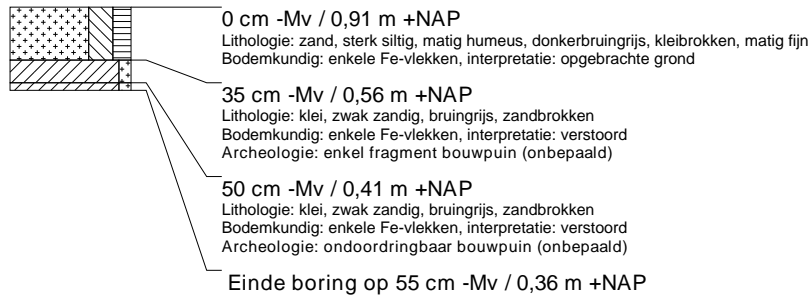 0 cm -Mv / 0,91 m +NAP
Lithologie: zand, sterk siltig, matig humeus, donkerbruingrijs, kleibrokken, matig fijn
Bodemkundig: enkele Fe-vlekken, interpretatie: opgebrachte grond
35 cm -Mv / 0,56 m +NAP
Lithologie: klei, zwak zandig, bruingrijs, zandbrokken
Bodemkundig: enkele Fe-vlekken, interpretatie: verstoord
Archeologie: enkel fragment bouwpuin (onbepaald)
50 cm -Mv / 0,41 m +NAP
Lithologie: klei, zwak zandig, bruingrijs, zandbrokken
Bodemkundig: enkele Fe-vlekken, interpretatie: verstoord
Archeologie: ondoordringbaar bouwpuin (onbepaald)
Einde boring op 55 cm -Mv / 0,36 m +NAP